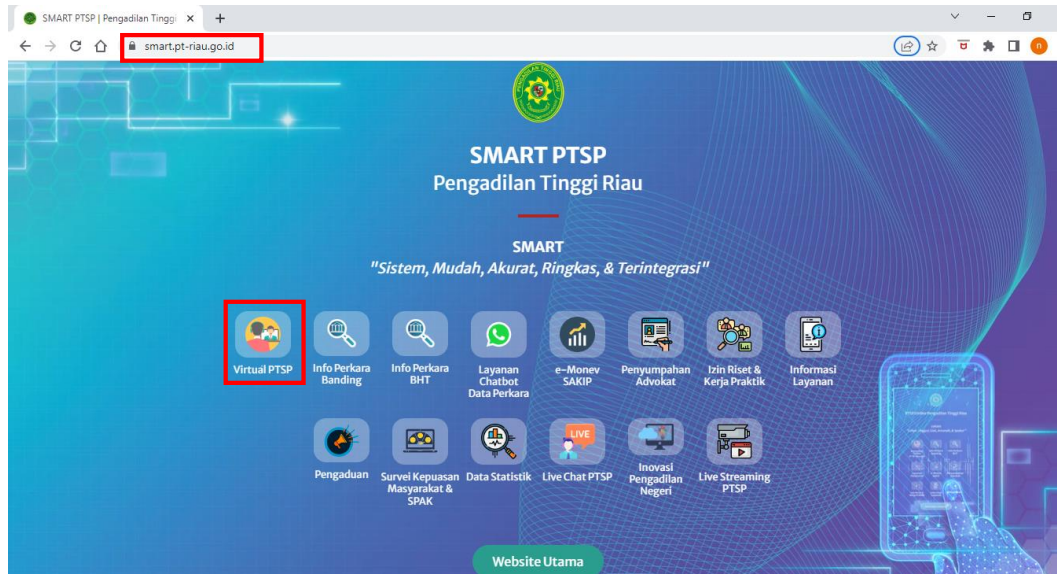 SMART PTSP | Pengadilan Tinggi
smart.pt-riau.go.id
SMART PTSP
Pengadilan Tinggi Riau
SMART
"Sistem, Mudah, Akurat, Ringkas, & Terintegrasi"
Virtual PTSP
Info Perkara
Banding
Info Perkara
BHT
Layanan
Chatbot
Data Perkara
e-Monev
SAKIP
Penyumpahan
Advokat
Izin Riset &
Kerja Praktik
Informasi
Layanan
Pengaduan
Survei Kepuasan
Masyarakat &
SPAK
Data Statistik
LIVE
Live Chat PTSP
Inovasi
Pengadilan
Negeri
Live Streaming
PTSP
Website Utama